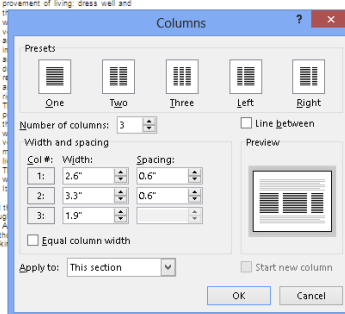 provement of living: dress well and
Columns
?
Presets
One Two Three Left Right
Number of columns: 3
Line between
Width and spacing
Preview
Col #: Width: Spacing:
1: 2.6" 0.6"
2: 3.3" 0.6"
3: 1.9"
Equal column width
Apply to: This section
Start new column
OK Cancel